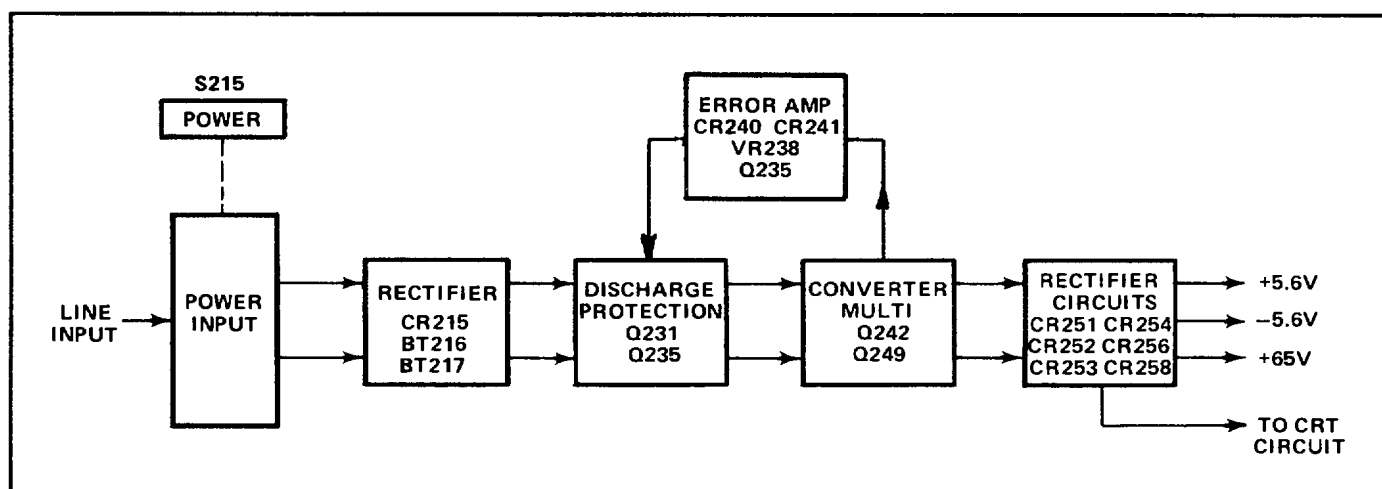 S215
POWER
LINE
INPUT
POWER
INPUT
RECTIFIER
CR215
BT216
BT217
DISCHARGE
PROTECTION
Q231
Q235
ERROR AMP
CR240 CR241
VR238
Q235
CONVERTER
MULTI
Q242
Q249
RECTIFIER
CIRCUITS
CR251 CR254
CR252 CR256
CR253 CR258
+5.6V
−5.6V
+65V
TO CRT
CIRCUIT